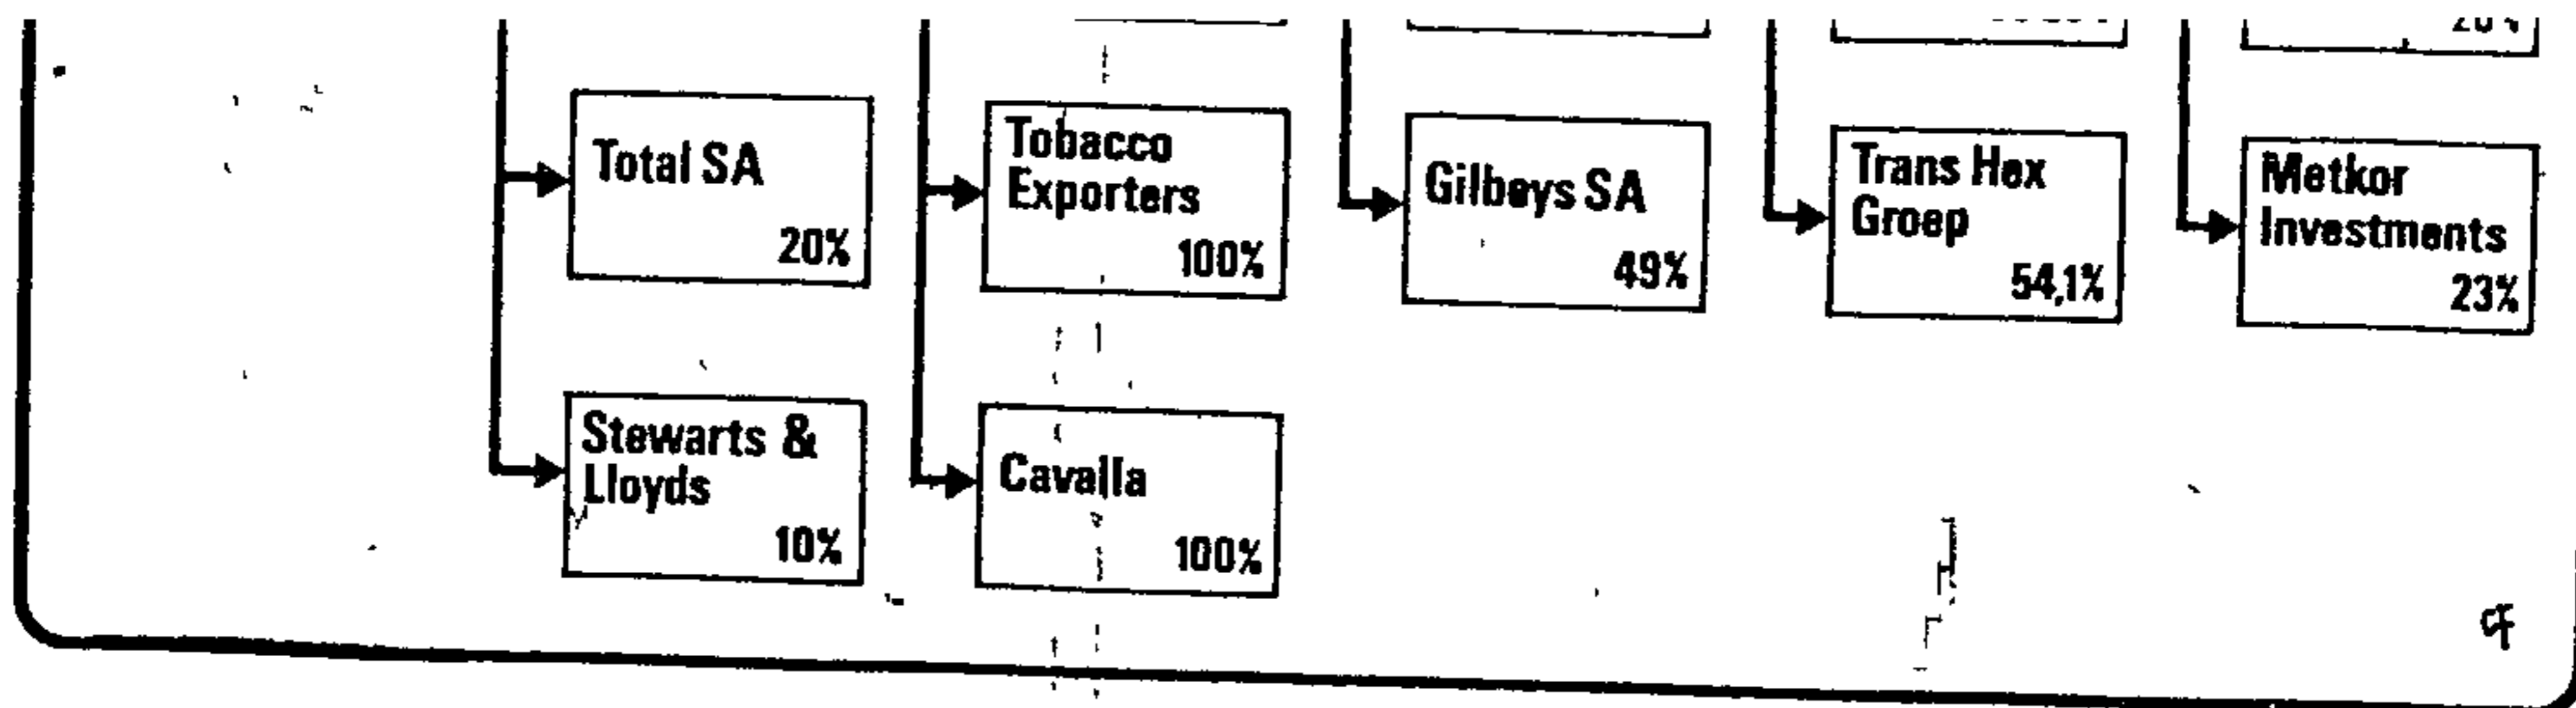 Total SA
20%
Tobacco
Exporters
100%
Gilbeys SA
49%
Trans Hex
Groep
54,1%
Metkor
Investments
23%
Stewarts &
Lloyds
10%
Cavalla
100%